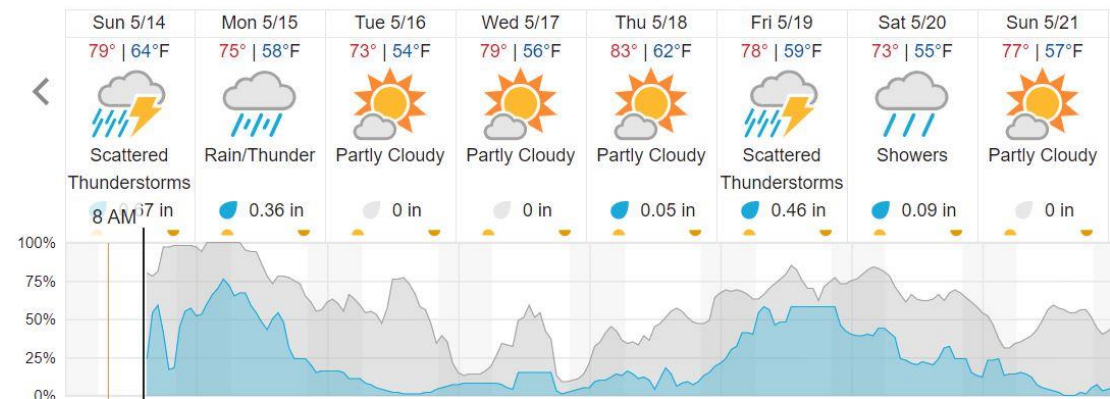 Sun 5/14 Mon 5/15 Tue 5/16 Wed 5/17 Thu 5/18 Fri 5/19 Sat 5/20 Sun 5/21
79° | 64°F 75° | 58°F 73° | 54°F 79° | 56°F 83° | 62°F 78° | 59°F 73° | 55°F 77° | 57°F
Scattered Rain/Thunder Partly Cloudy Partly Cloudy Partly Cloudy Scattered Showers Partly Cloudy
Thunderstorms Thunderstorms
8 AM 0.36 in 0 in 0 in 0.05 in 0.46 in 0.09 in 0 in
100%
75%
50%
25%
0%